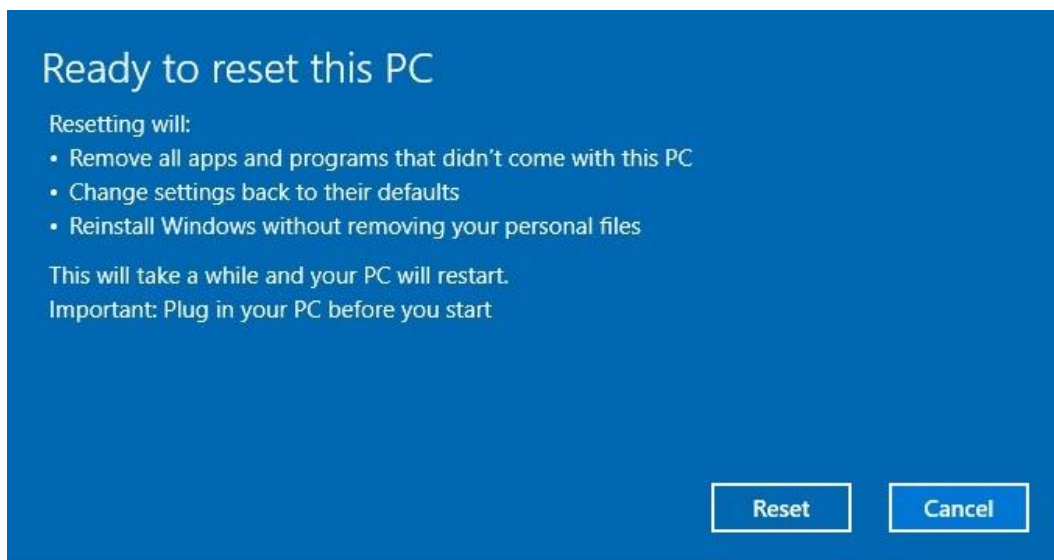 Ready to reset this PC
Resetting will:
• Remove all apps and programs that didn't come with this PC
• Change settings back to their defaults
• Reinstall Windows without removing your personal files
This will take a while and your PC will restart.
Important: Plug in your PC before you start
Reset Cancel